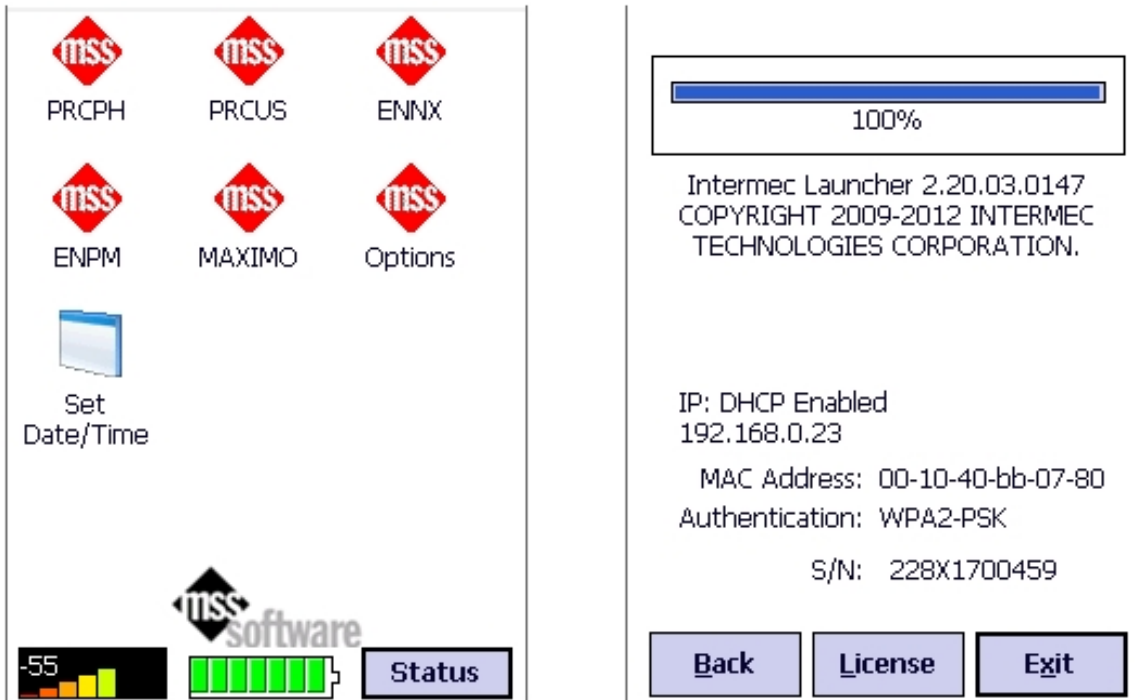 mss mss mss
PRCPH PRCUS ENNX
mss mss mss
ENPM MAXIMO Options
Set
Date/Time
mss
software
-55
Status
100%
Intermec Launcher 2.20.03.0147
COPYRIGHT 2009-2012 INTERMEC
TECHNOLOGIES CORPORATION.
IP: DHCP Enabled
192.168.0.23
MAC Address: 00-10-40-bb-07-80
Authentication: WPA2-PSK
S/N: 228X1700459
Back License Exit